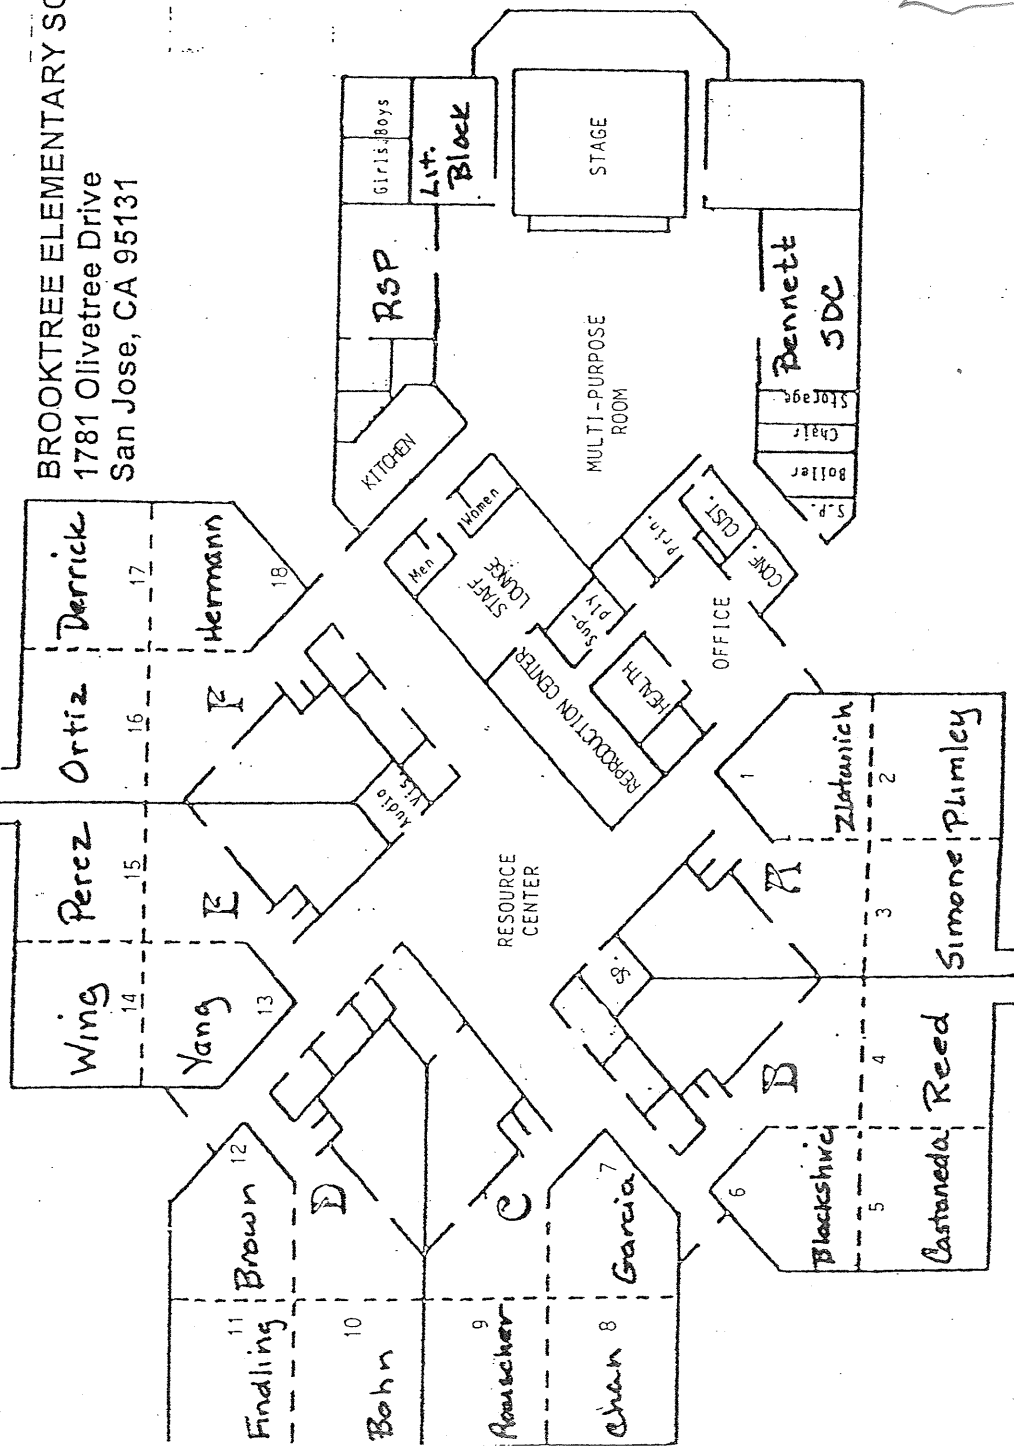 BROOKTREE ELEMENTARY SC
1781 Olivetree Drive
San Jose, CA 95131
Girls
Boys
Lit.
Block
RSP
STAGE
KITCHEN
MULTI-PURPOSE
ROOM
Bennett
SDC
Storage
Chair
Boiler
S.P.
Women
Men
STAFF
LOUNGE
Sup-
ply
Prin.
CUST.
CONF.
OFFICE
HEALTH
REPRODUCTION CENTER
RESOURCE
CENTER
Audio
Vis.
Sp.
Derrick
17
Hermann
18
Ortiz
16
F
Perez
15
E
Wing
14
Yang
13
12
Brown
D
11
Findling
10
Bohn
9
C
7
Garcia
8
Chan
6
Blackshire
5
Castaneda
B
4
Reed
A
3
Simone
1
Zlatunich
2
Plimley